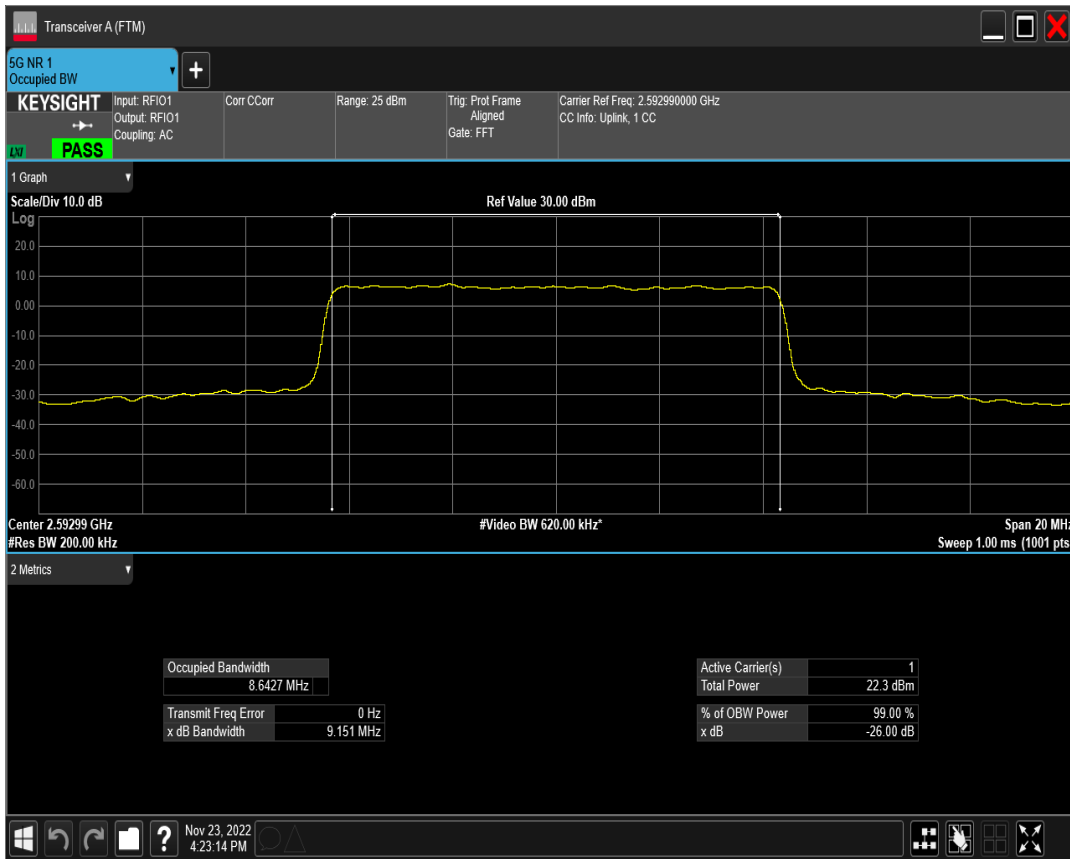 Transceiver A (FTM)
5G NR 1
Occupied BW
+
KEYSIGHT
LXI
PASS
Input: RFIO1
Output: RFIO1
Coupling: AC
Corr CCorr
Range: 25 dBm
Trig: Prot Frame
Aligned
Gate: FFT
Carrier Ref Freq: 2.592990000 GHz
CC Info: Uplink, 1 CC
1 Graph
Scale/Div 10.0 dB
Ref Value 30.00 dBm
Log
20.0
10.0
0.00
-10.0
-20.0
-30.0
-40.0
-50.0
-60.0
Center 2.59299 GHz
#Video BW 620.00 kHz*
Span 20 MHz
#Res BW 200.00 kHz
Sweep 1.00 ms (1001 pts
2 Metrics
Occupied Bandwidth
8.6427 MHz
Transmit Freq Error 0 Hz
x dB Bandwidth 9.151 MHz
Active Carrier(s) 1
Total Power 22.3 dBm
% of OBW Power 99.00 %
x dB -26.00 dB
?
Nov 23, 2022
4:23:14 PM